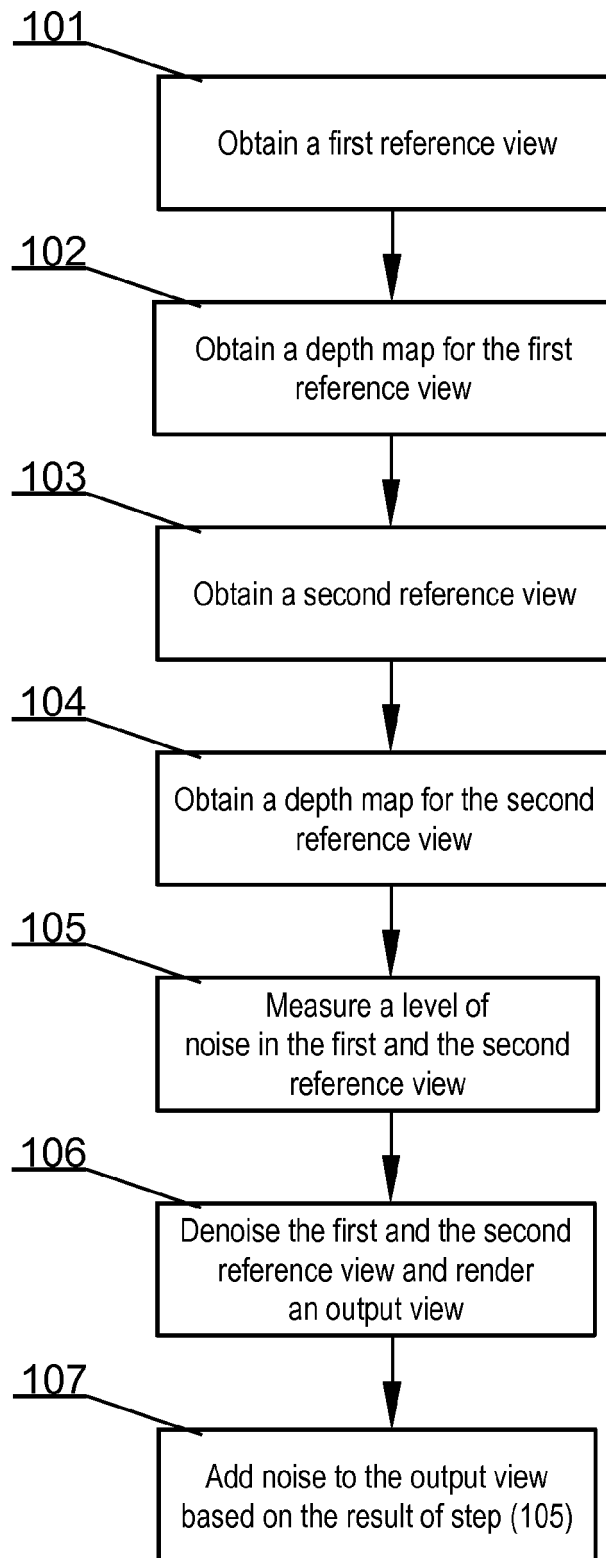 101
Obtain a first reference view
102
Obtain a depth map for the first
reference view
103
Obtain a second reference view
104
Obtain a depth map for the second
reference view
105
Measure a level of
noise in the first and the second
reference view
106
Denoise the first and the second
reference view and render
an output view
107
Add noise to the output view
based on the result of step (105)